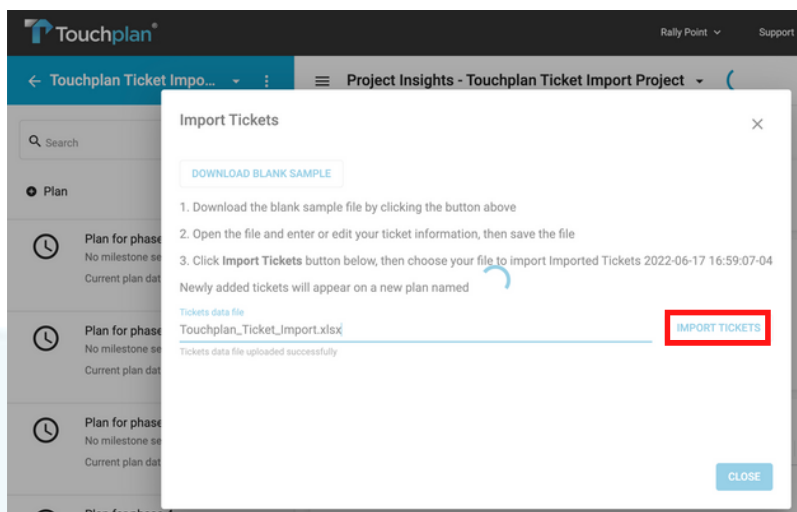 Touchplan®
Rally Point
Support
Touchplan Ticket Impo...
Project Insights - Touchplan Ticket Import Project
Search
Plan
Plan for phase
No milestone se
Current plan dat
Plan for phase
No milestone se
Current plan dat
Plan for phase
No milestone se
Current plan dat
Import Tickets
DOWNLOAD BLANK SAMPLE
1. Download the blank sample file by clicking the button above
2. Open the file and enter or edit your ticket information, then save the file
3. Click Import Tickets button below, then choose your file to import Imported Tickets 2022-06-17 16:59:07-04
Newly added tickets will appear on a new plan named
Tickets data file
Touchplan_Ticket_Import.xlsx
IMPORT TICKETS
Tickets data file uploaded successfully
CLOSE